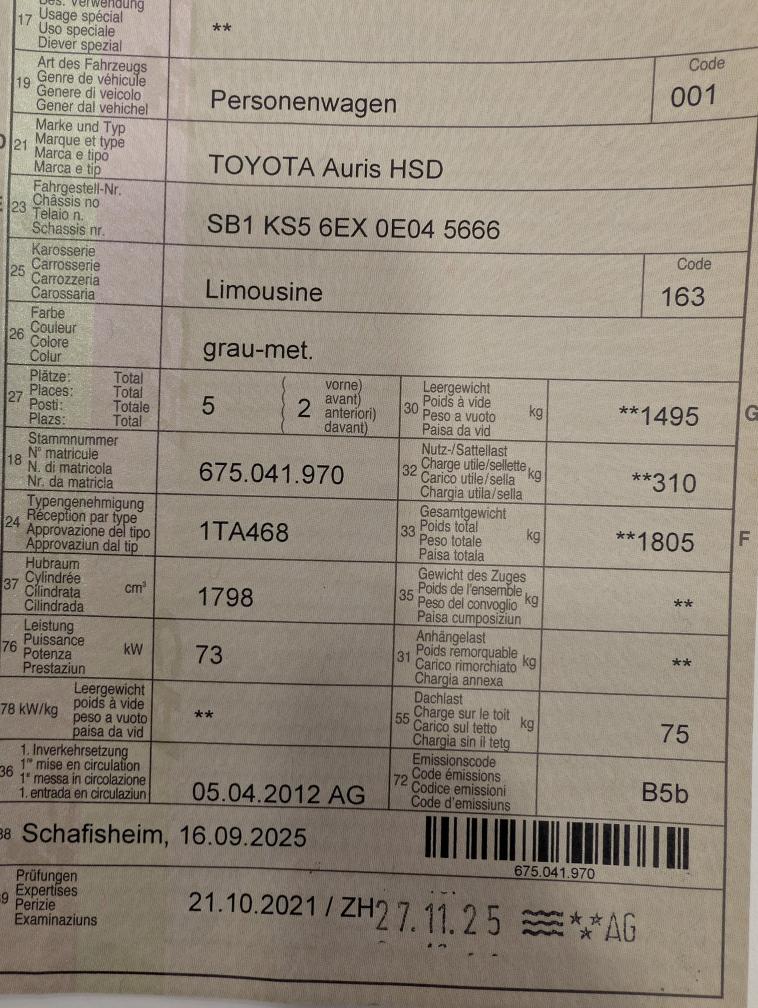 Bes. Verwendung
17 Usage spécial
Uso speciale
Diever spezial
**
Art des Fahrzeugs
19 Genre de véhicule
Genere di veicolo
Gener dal vehichel
Personenwagen
Code
001
Marke und Typ
21 Marque et type
Marca e tipo
Marca e tip
TOYOTA Auris HSD
Fahrgestell-Nr.
23 Châssis no
Telaio n.
Schassis nr.
SB1 KS5 6EX 0E04 5666
Karosserie
25 Carrosserie
Carrozzeria
Carossaria
Limousine
Code
163
Farbe
26 Couleur
Colore
Colur
grau-met.
Plätze: Total
27 Places: Total
Posti: Totale
Plazs: Total
5
2
vorne)
avant)
anteriori)
davant)
Leergewicht
30 Poids à vide kg
Peso a vuoto
Paisa da vid
**1495
G
Stammnummer
18 N° matricule
N. di matricola
Nr. da matricla
675.041.970
Nutz-/Sattellast
32 Charge utile/sellette kg
Carico utile/sella
Chargia utila/sella
**310
Typengenehmigung
24 Réception par type
Approvazione del tipo
Approvaziun dal tip
1TA468
Gesamtgewicht
33 Poids total kg
Peso totale
Paisa totala
**1805
F
Hubraum
37 Cylindrée cm³
Cilindrata
Cilindrada
1798
Gewicht des Zuges
35 Poids de l'ensemble kg
Peso del convoglio
Paisa cumposiziun
**
Leistung
76 Puissance kW
Potenza
Prestaziun
73
Anhängelast
31 Poids remorquable kg
Carico rimorchiato
Chargia annexa
**
Leergewicht
78 kW/kg poids à vide
peso a vuoto
paisa da vid
**
Dachlast
55 Charge sur le toit kg
Carico sul tetto
Chargia sin il tetg
75
1. Inverkehrsetzung
36 1re mise en circulation
1a messa in circolazione
1. entrada en circulaziun
05.04.2012 AG
Emissionscode
72 Code émissions
Codice emissioni
Code d'emissiuns
B5b
38 Schafisheim, 16.09.2025
675.041.970
Prüfungen
39 Expertises
Perizie
Examinaziuns
21.10.2021 / ZH 27.11.25 AG